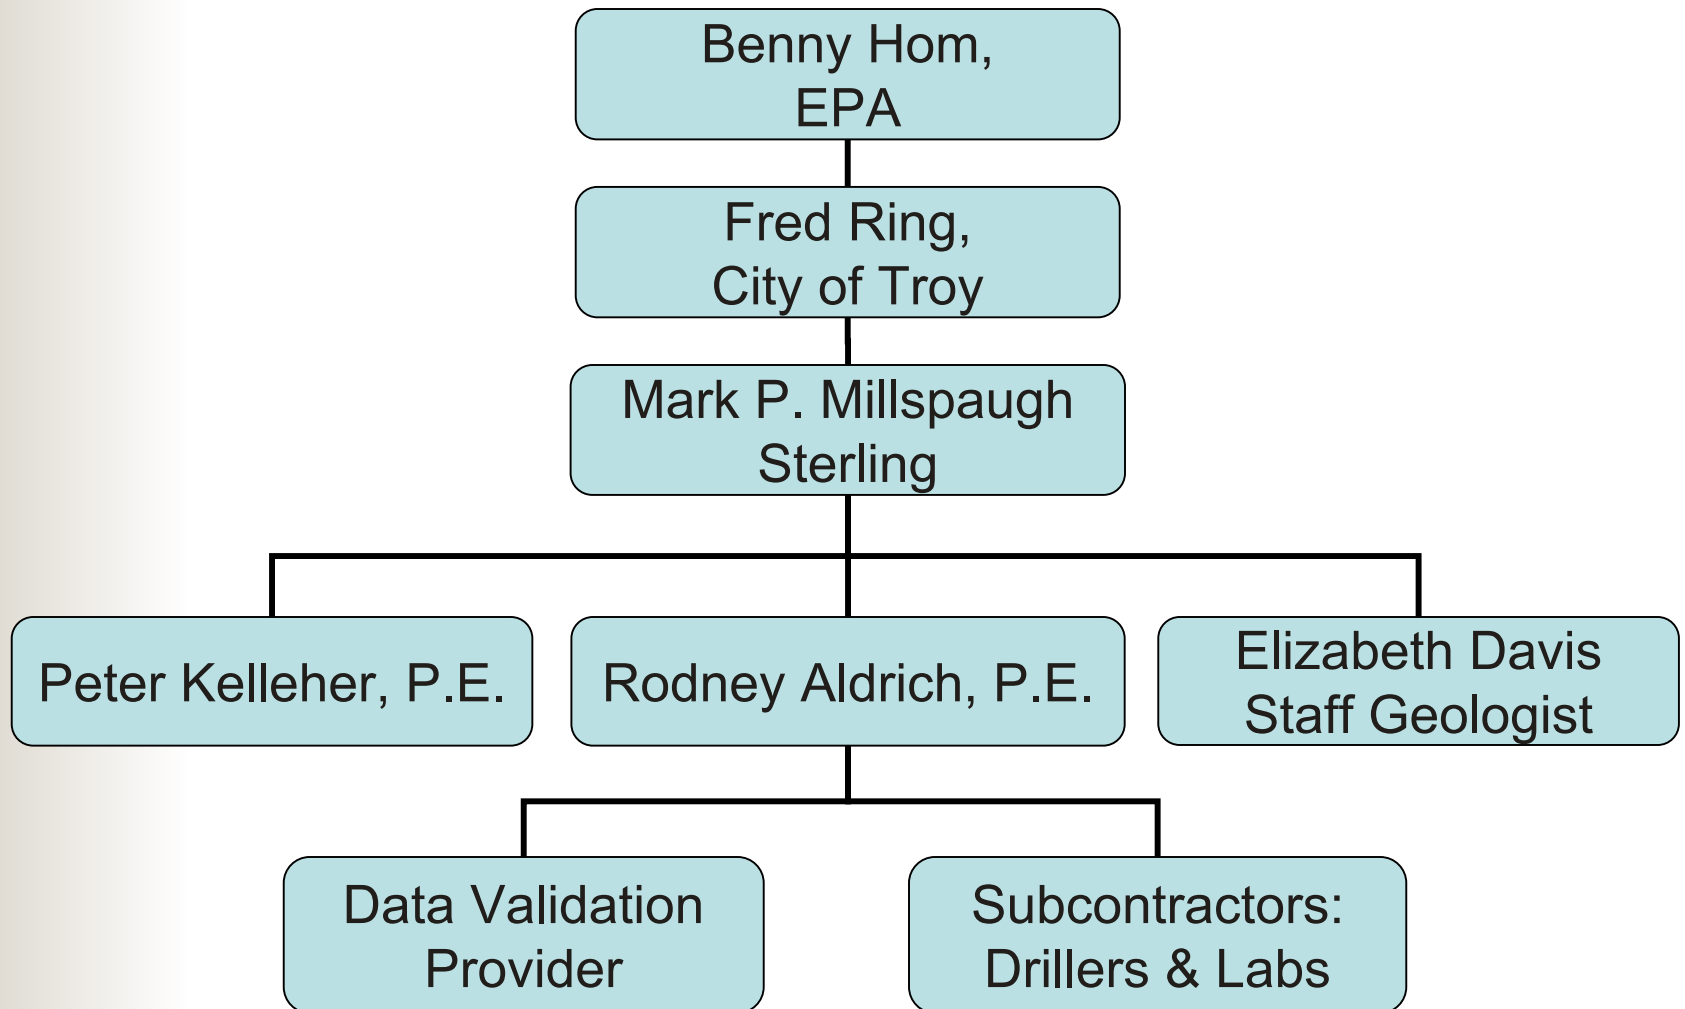 Benny Hom,
EPA
Fred Ring,
City of Troy
Mark P. Millspaugh
Sterling
Peter Kelleher, P.E.
Rodney Aldrich, P.E.
Elizabeth Davis
Staff Geologist
Data Validation
Provider
Subcontractors:
Drillers & Labs